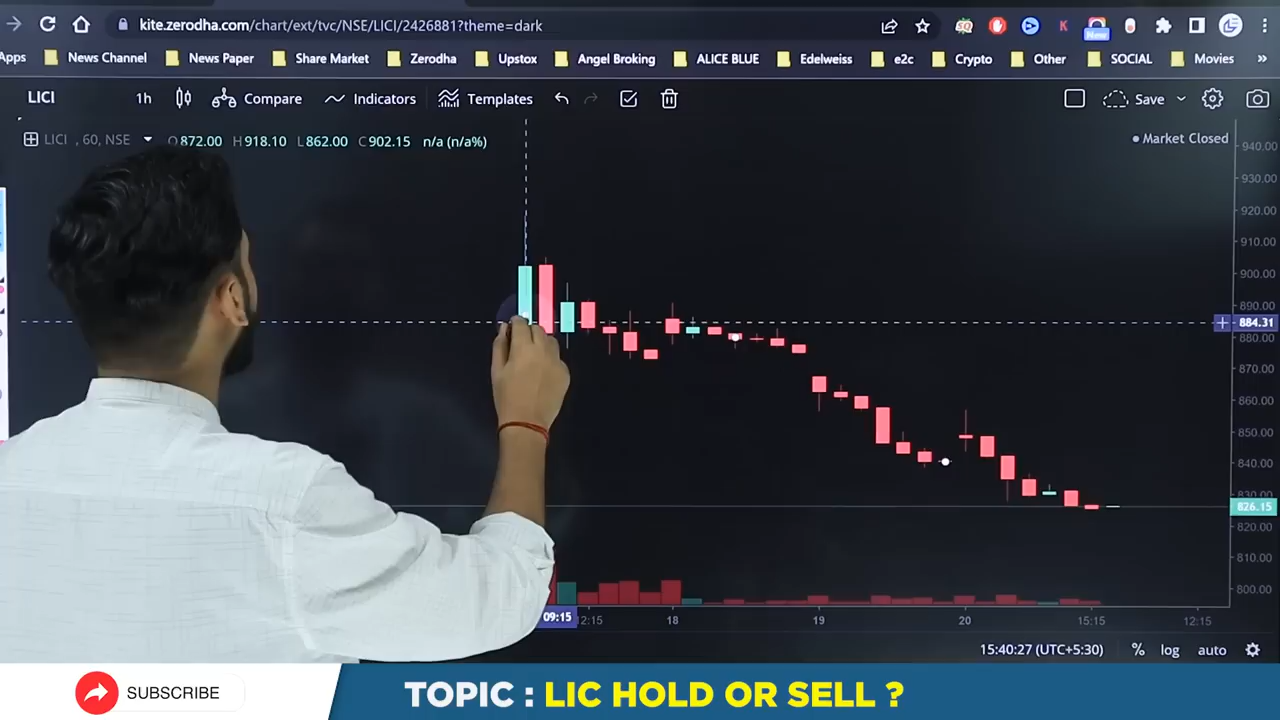 kite.zerodha.com/chart/ext/tvc/NSE/LICI/2426881?theme=dark
New
Apps News Channel News Paper Share Market Zerodha Upstox Angel Broking ALICE BLUE Edelweiss e2c Crypto Other SOCIAL Movies »
LICI 1h Compare Indicators Templates Save
LICI , 60, NSE O872.00 H918.10 L862.00 C902.15 n/a (n/a%) Market Closed
940.00
930.00
920.00
910.00
900.00
890.00
884.31
880.00
870.00
860.00
850.00
840.00
830.00
826.15
820.00
810.00
800.00
09:15 12:15 18 19 20 15:15 12:15
15:40:27 (UTC+5:30) % log auto
SUBSCRIBE
TOPIC : LIC HOLD OR SELL ?